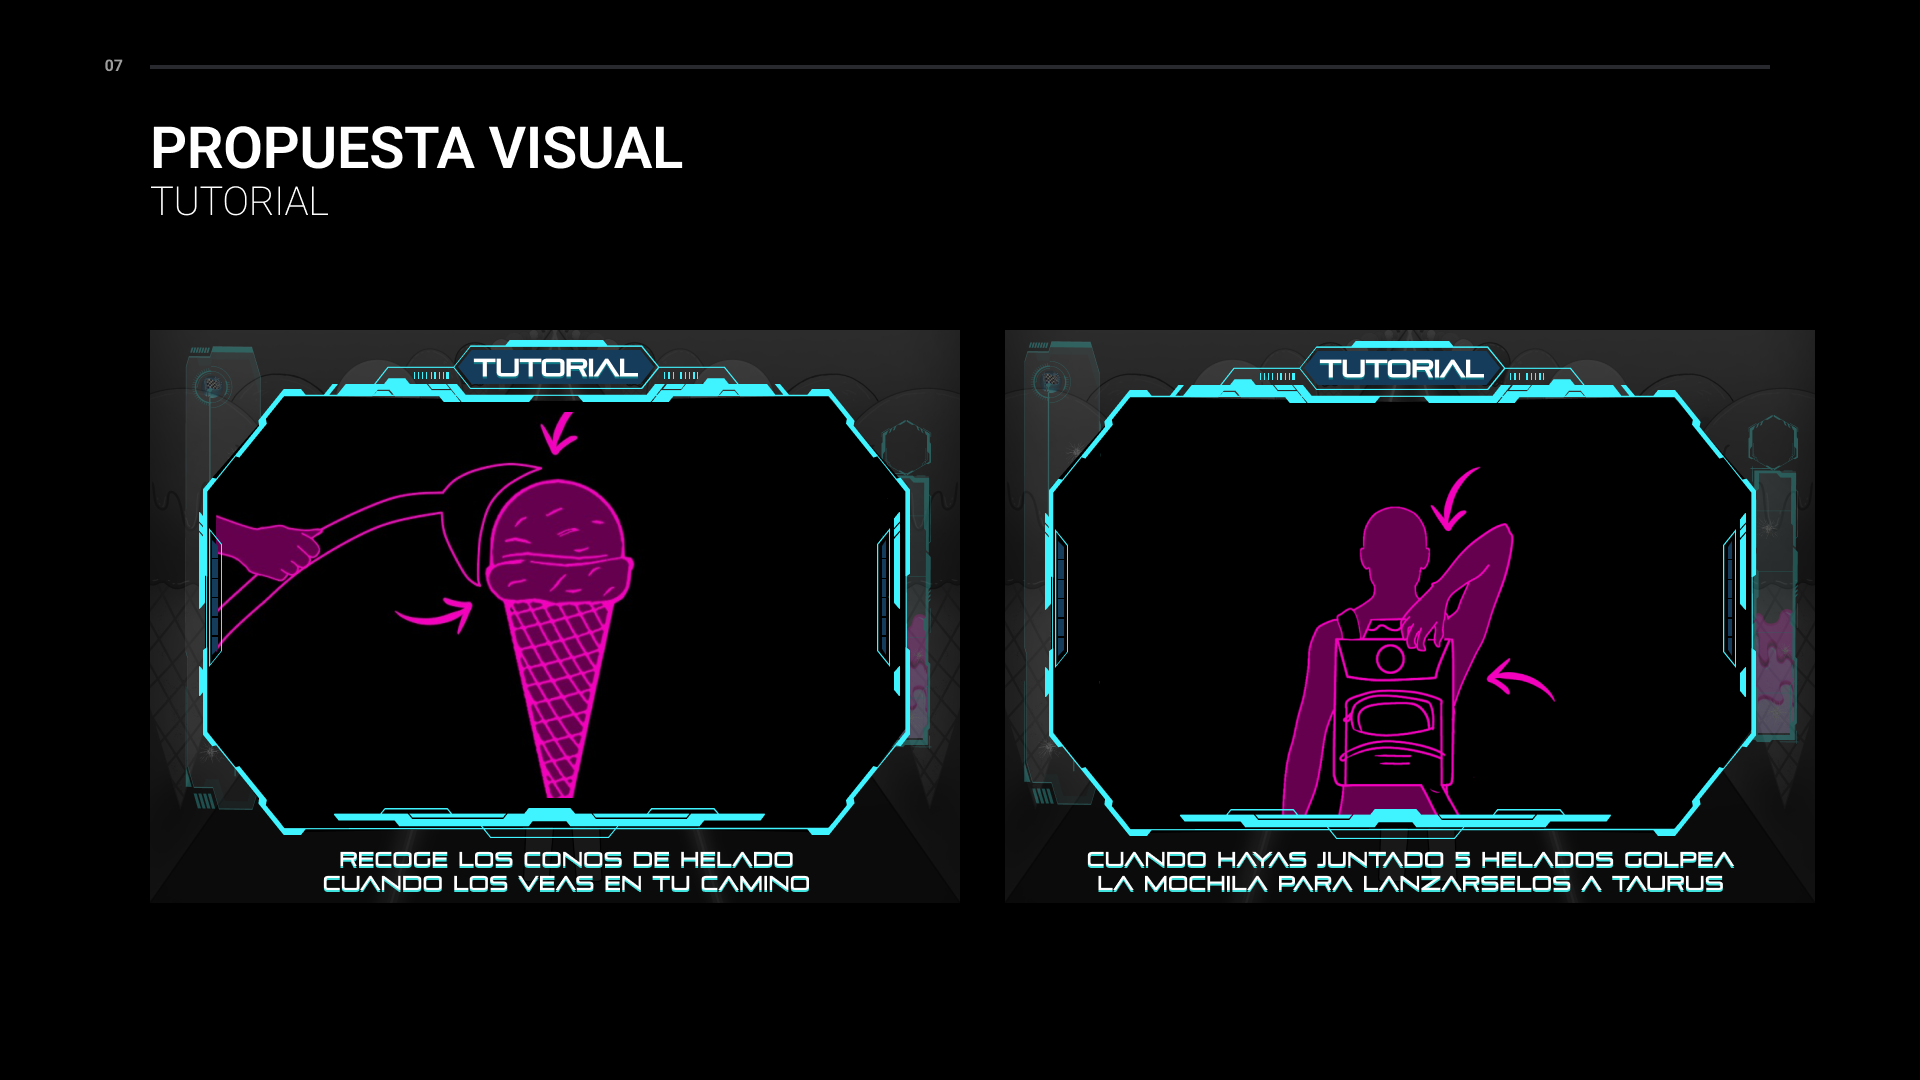 07
PROPUESTA VISUAL
TUTORIAL
TUTORIAL
RECOGE LOS CONOS DE HELADO
CUANDO LOS VEAS EN TU CAMINO
TUTORIAL
CUANDO HAYAS JUNTADO 5 HELADOS GOLPEA
LA MOCHILA PARA LANZARSELOS A TAURUS